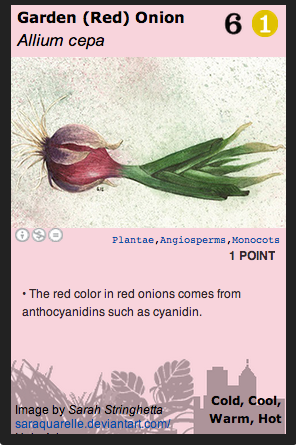 Garden (Red) Onion
Allium cepa
6 1
Plantae,Angiosperms,Monocots
1 POINT
• The red color in red onions comes from
anthocyanidins such as cyanidin.
Cold, Cool,
Warm, Hot
Image by Sarah Stringhetta
saraquarelle.deviantart.com/